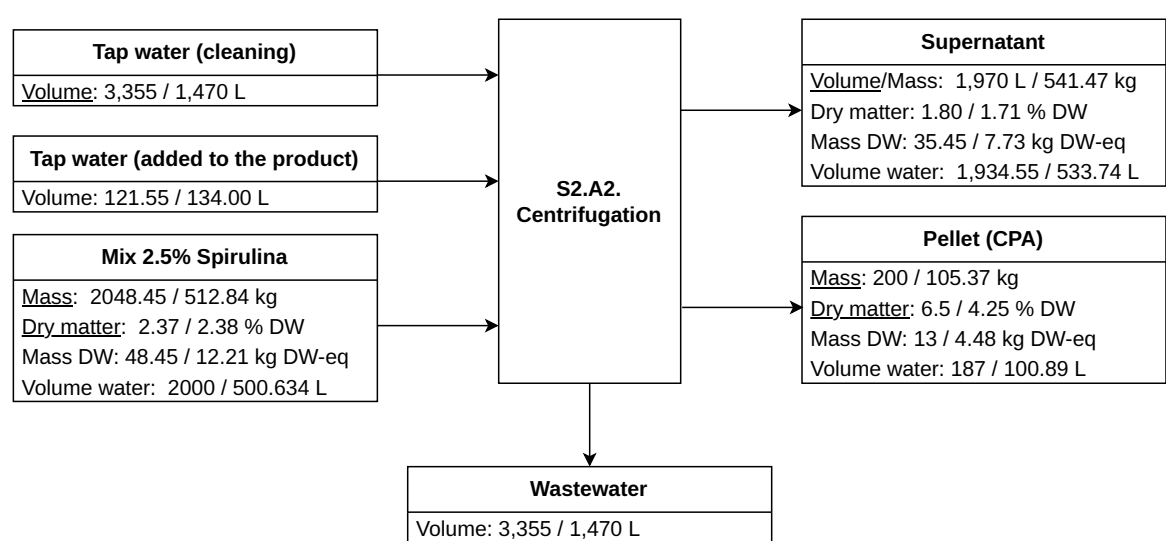 Tap water (cleaning)
Volume: 3,355 / 1,470 L
Tap water (added to the product)
Volume: 121.55 / 134.00 L
Mix 2.5% Spirulina
Mass:  2048.45 / 512.84 kg
Dry matter:  2.37 / 2.38 % DW
Mass DW: 48.45 / 12.21 kg DW-eq
Volume water:  2000 / 500.634 L
S2.A2.
Centrifugation
Supernatant
Volume/Mass:  1,970 L / 541.47 kg
Dry matter: 1.80 / 1.71 % DW
Mass DW: 35.45 / 7.73 kg DW-eq
Volume water: 1,934.55 / 533.74 L
Pellet (CPA)
Mass: 200 / 105.37 kg
Dry matter: 6.5 / 4.25 % DW
Mass DW: 13 / 4.48 kg DW-eq
Volume water: 187 / 100.89 L
Wastewater
Volume: 3,355 / 1,470 L